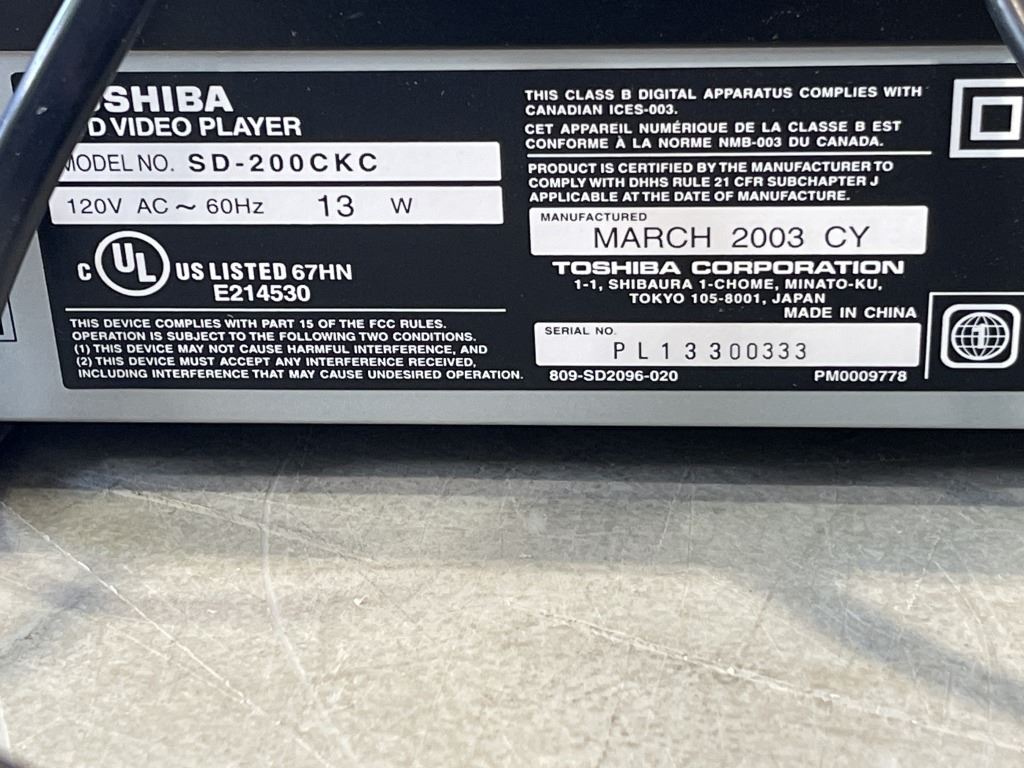 SHIBA
D VIDEO PLAYER
MODEL NO. SD-200CKC
120V AC ~ 60Hz 13 W
C UL US LISTED 67HN
E214530
THIS DEVICE COMPLIES WITH PART 15 OF THE FCC RULES.
OPERATION IS SUBJECT TO THE FOLLOWING TWO CONDITIONS.
(1) THIS DEVICE MAY NOT CAUSE HARMFUL INTERFERENCE, AND
(2) THIS DEVICE MUST ACCEPT ANY INTERFERENCE RECEIVED,
INCLUDING INTERFERENCE THAT MAY CAUSE UNDESIRED OPERATION.
THIS CLASS B DIGITAL APPARATUS COMPLIES WITH
CANADIAN ICES-003.
CET APPAREIL NUMÉRIQUE DE LA CLASSE B EST
CONFORME À LA NORME NMB-003 DU CANADA.
PRODUCT IS CERTIFIED BY THE MANUFACTURER TO
COMPLY WITH DHHS RULE 21 CFR SUBCHAPTER J
APPLICABLE AT THE DATE OF MANUFACTURE.
MANUFACTURED
MARCH 2003 CY
TOSHIBA CORPORATION
1-1, SHIBAURA 1-CHOME, MINATO-KU,
TOKYO 105-8001, JAPAN
MADE IN CHINA
SERIAL NO.
PL13300333
809-SD2096-020 PM0009778
1